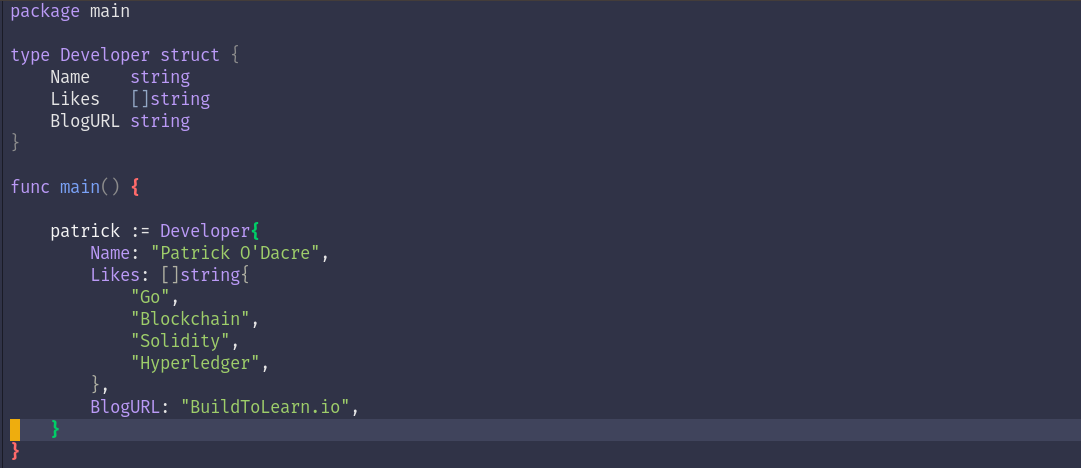 package main

type Developer struct {
    Name    string
    Likes   []string
    BlogURL string
}

func main() {

    patrick := Developer{
        Name: "Patrick O'Dacre",
        Likes: []string{
            "Go",
            "Blockchain",
            "Solidity",
            "Hyperledger",
        },
        BlogURL: "BuildToLearn.io",
    }
}